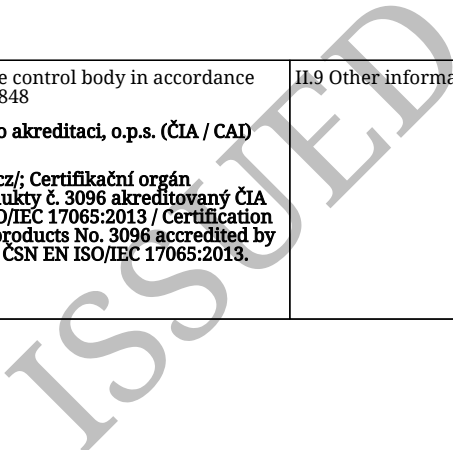 e control body in accordance
848
o akreditaci, o.p.s. (ČIA / CAI)
cz/; Certifikační orgán
ukty č. 3096 akreditovaný ČIA
O/IEC 17065:2013 / Certification
products No. 3096 accredited by
ČSN EN ISO/IEC 17065:2013.
II.9 Other informa
ISSUED